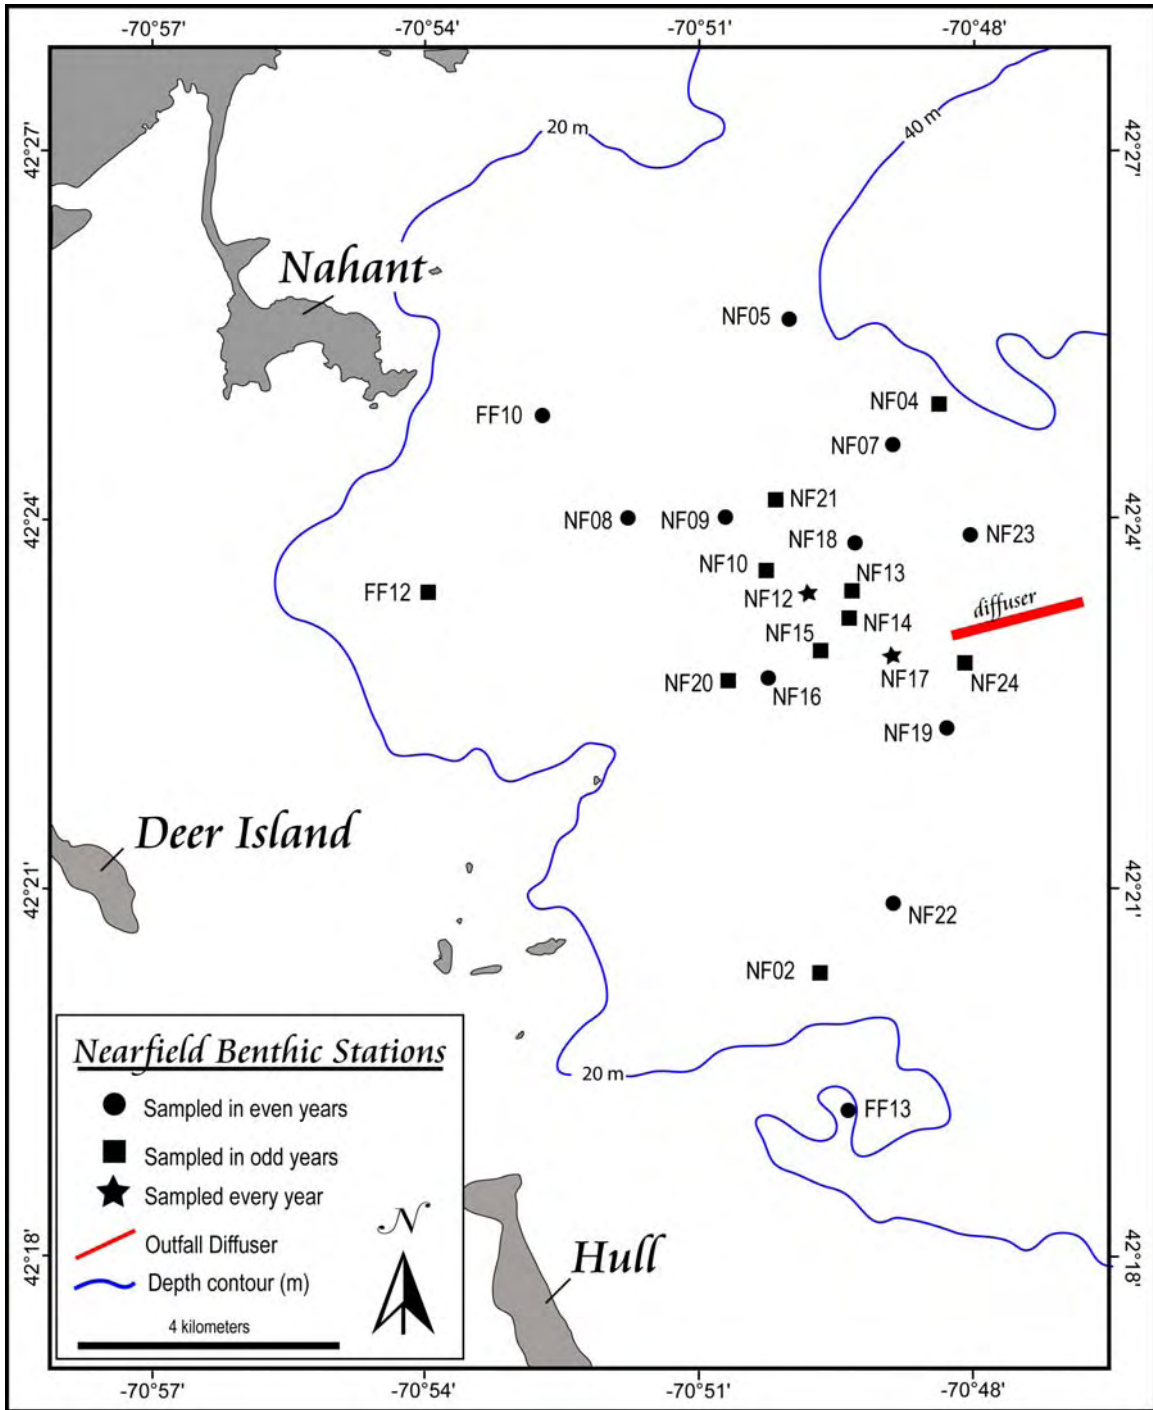 -70°57' -70°54' -70°51' -70°48'
20 m
40 m
42°27' 42°27'
Nahant
NF05
NF04
FF10
NF07
NF21
NF08 NF09
42°24' 42°24'
NF18 NF23
NF10 NF13
FF12 NF12
diffuser
NF14
NF15
NF17 NF24
NF20 NF16
NF19
Deer Island
42°21' 42°21'
NF22
NF02
20 m
FF13
Nearfield Benthic Stations
Sampled in even years
Sampled in odd years
Sampled every year
N
Outfall Diffuser
Depth contour (m)
4 kilometers
Hull
42°18' 42°18'
-70°57' -70°54' -70°51' -70°48'